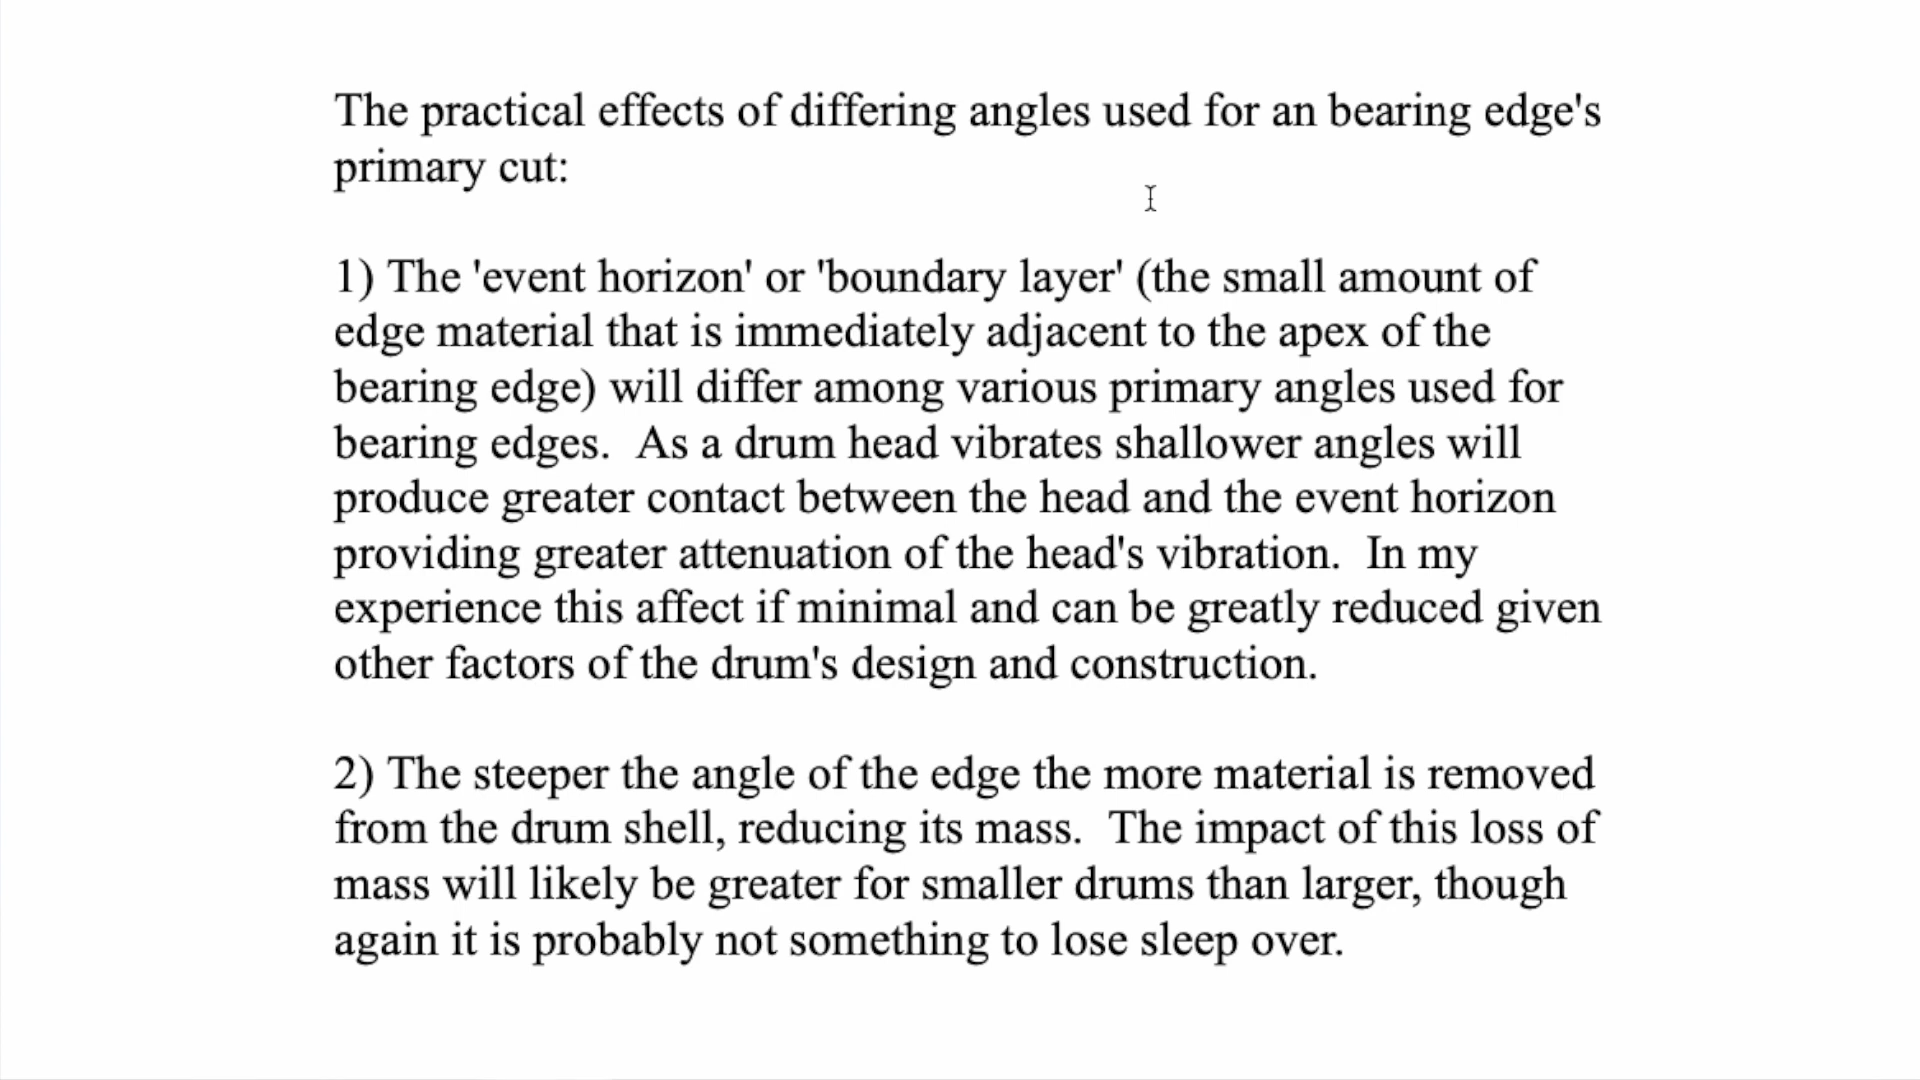 The practical effects of differing angles used for an bearing edge's
primary cut:
1) The 'event horizon' or 'boundary layer' (the small amount of
edge material that is immediately adjacent to the apex of the
bearing edge) will differ among various primary angles used for
bearing edges.  As a drum head vibrates shallower angles will
produce greater contact between the head and the event horizon
providing greater attenuation of the head's vibration.  In my
experience this affect if minimal and can be greatly reduced given
other factors of the drum's design and construction.
2) The steeper the angle of the edge the more material is removed
from the drum shell, reducing its mass.  The impact of this loss of
mass will likely be greater for smaller drums than larger, though
again it is probably not something to lose sleep over.